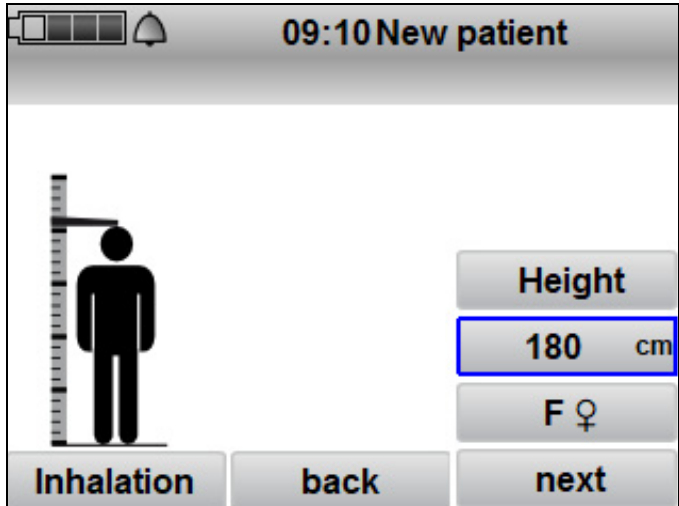 09:10 New patient
Height
180 cm
F ♀
Inhalation back next